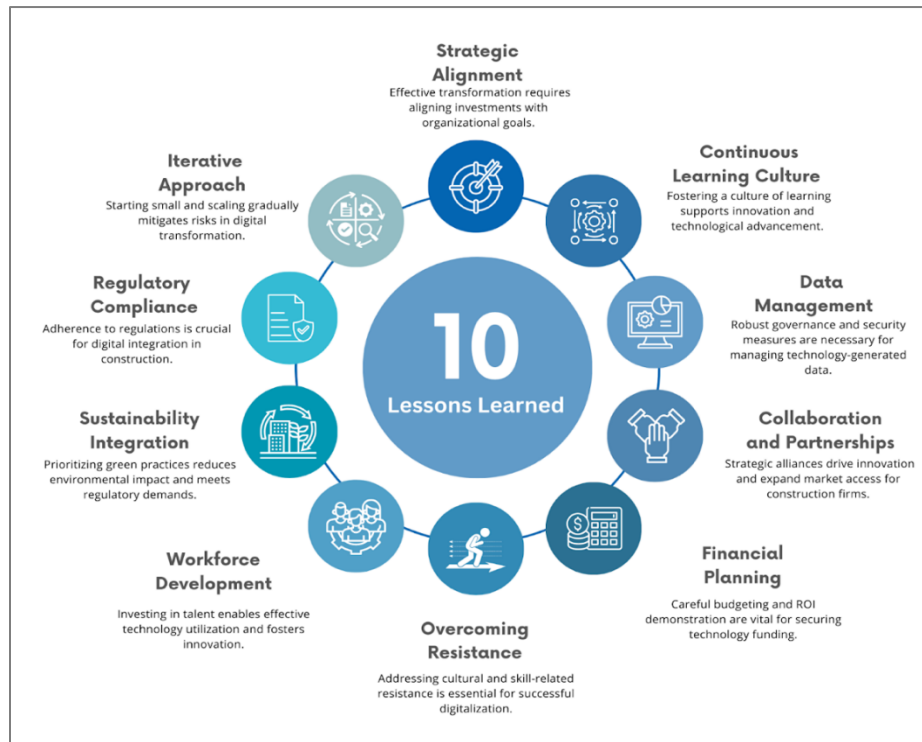 Strategic
Alignment
Effective transformation requires
aligning investments with
organizational goals.
Continuous
Learning Culture
Fostering a culture of learning
supports innovation and
technological advancement.
Data
Management
Robust governance and security
measures are necessary for
managing technology-generated
data.
Collaboration
and Partnerships
Strategic alliances drive innovation
and expand market access for
construction firms.
Financial
Planning
Careful budgeting and ROI
demonstration are vital for securing
technology funding.
Overcoming
Resistance
Addressing cultural and skill-related
resistance is essential for successful
digitalization.
Workforce
Development
Investing in talent enables effective
technology utilization and fosters
innovation.
Sustainability
Integration
Prioritizing green practices reduces
environmental impact and meets
regulatory demands.
Regulatory
Compliance
Adherence to regulations is crucial
for digital integration in
construction.
Iterative
Approach
Starting small and scaling gradually
mitigates risks in digital
transformation.
10
Lessons Learned